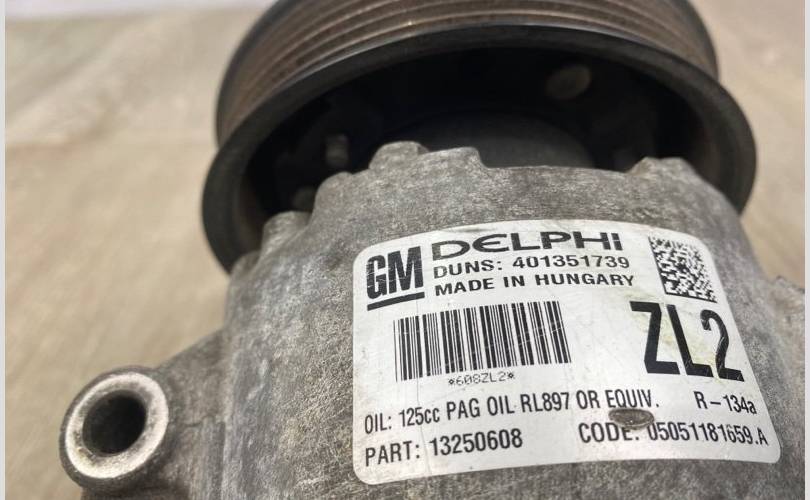 GM
DELPHI
DUNS: 401351739
MADE IN HUNGARY
ZL2
*608ZL2*
OIL: 125cc PAG OIL RL897 OR EQUIV. R-134a
PART: 13250608 CODE: 05051181659.A